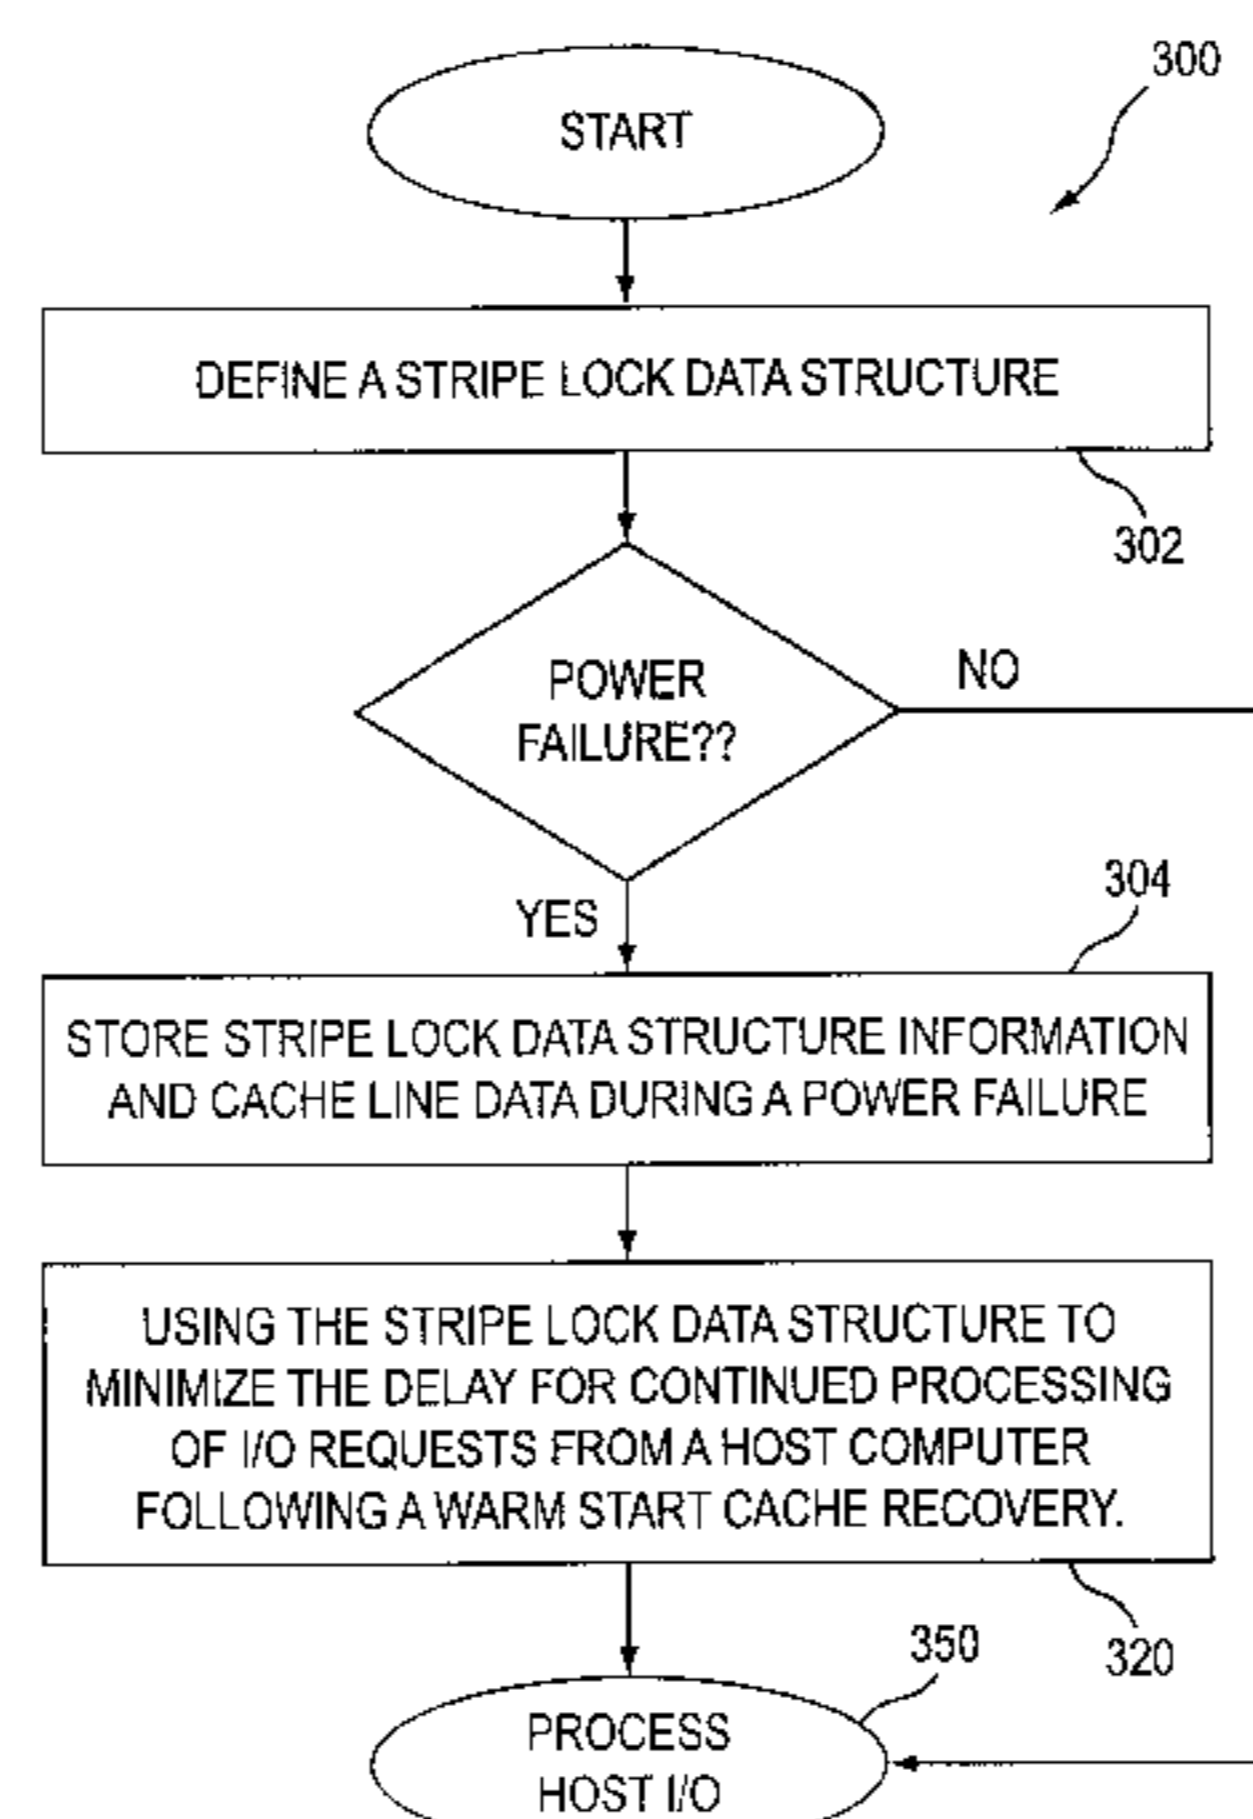 300
START
DEFINE A STRIPE LOCK DATA STRUCTURE
302
POWER
FAILURE??
NO
YES
304
STORE STRIPE LOCK DATA STRUCTURE INFORMATION
AND CACHE LINE DATA DURING A POWER FAILURE
USING THE STRIPE LOCK DATA STRUCTURE TO
MINIMIZE THE DELAY FOR CONTINUED PROCESSING
OF I/O REQUESTS FROM A HOST COMPUTER
FOLLOWING A WARM START CACHE RECOVERY.
320
350
PROCESS
HOST I/O